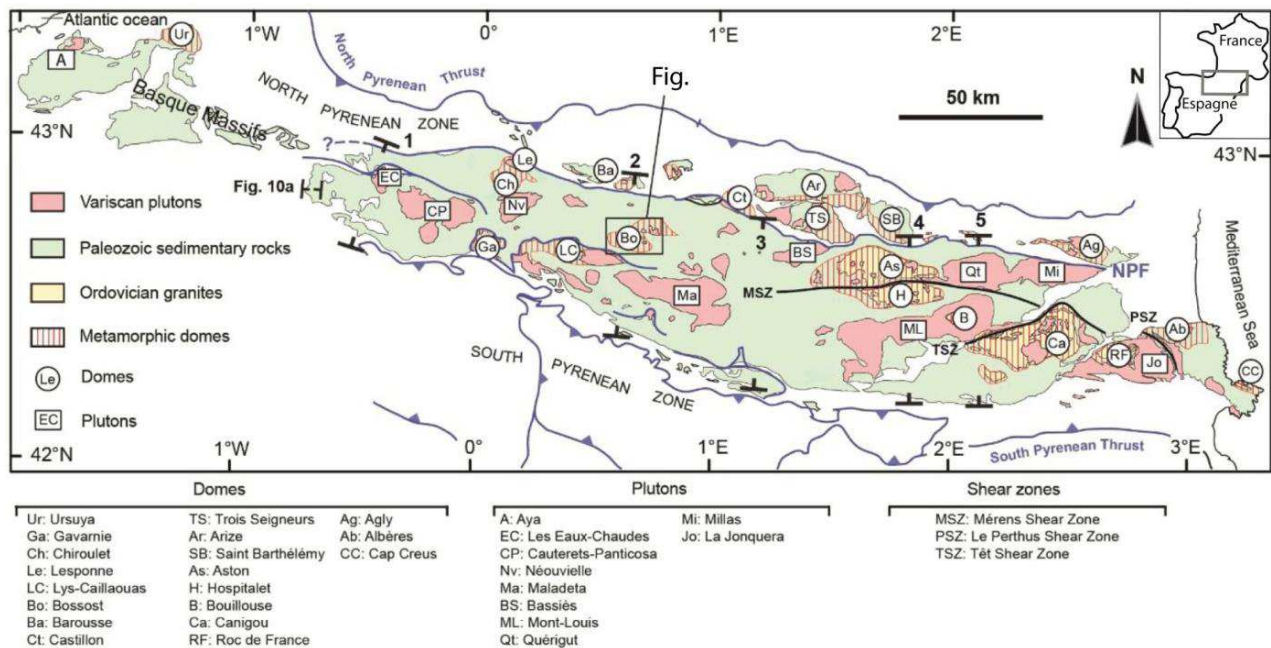 Atlantic ocean
1°W
0°
1°E
2°E
France
Espagné
Ur
A
Basque Massifs
North Pyrenean Thrust
NORTH PYRENEAN ZONE
Fig.
50 km
N
43°N
43°N
?
1
2
3
4
5
Fig. 10a
EC
CP
Le
Ch
Nv
Ba
Ga
LC
Bo
Ma
Ct
Ar
TS
SB
BS
As
H
Qt
Mi
Ag
NPF
MSZ
ML
B
TSZ
Ca
PSZ
RF
Jo
Ab
CC
Mediterranean Sea
Variscan plutons
Paleozoic sedimentary rocks
Ordovician granites
Metamorphic domes
Le Domes
EC Plutons
SOUTH PYRENEAN ZONE
South Pyrenean Thrust
42°N
1°W
0°
1°E
2°E
3°E
Domes
Ur: Ursuya
Ga: Gavarnie
Ch: Chiroulet
Le: Lesponne
LC: Lys-Caillaouas
Bo: Bossost
Ba: Barousse
Ct: Castillon
TS: Trois Seigneurs
Ar: Arize
SB: Saint Barthélémy
As: Aston
H: Hospitalet
B: Bouillouse
Ca: Canigou
RF: Roc de France
Ag: Agly
Ab: Albères
CC: Cap Creus
Plutons
A: Aya
EC: Les Eaux-Chaudes
CP: Cauterets-Panticosa
Nv: Néouvielle
Ma: Maladeta
BS: Bassiès
ML: Mont-Louis
Qt: Quérigut
Mi: Millas
Jo: La Jonquera
Shear zones
MSZ: Mérens Shear Zone
PSZ: Le Perthus Shear Zone
TSZ: Têt Shear Zone